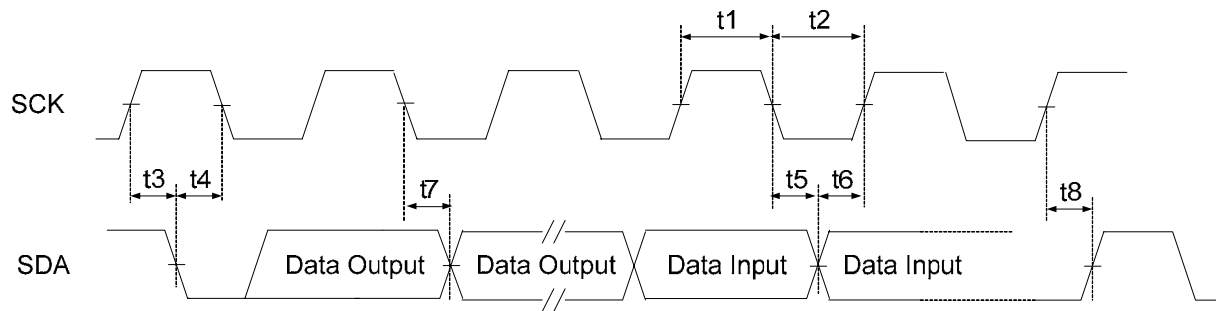 t1 t2
SCK
t3 t4 t7 t5 t6 t8
SDA Data Output Data Output Data Input Data Input